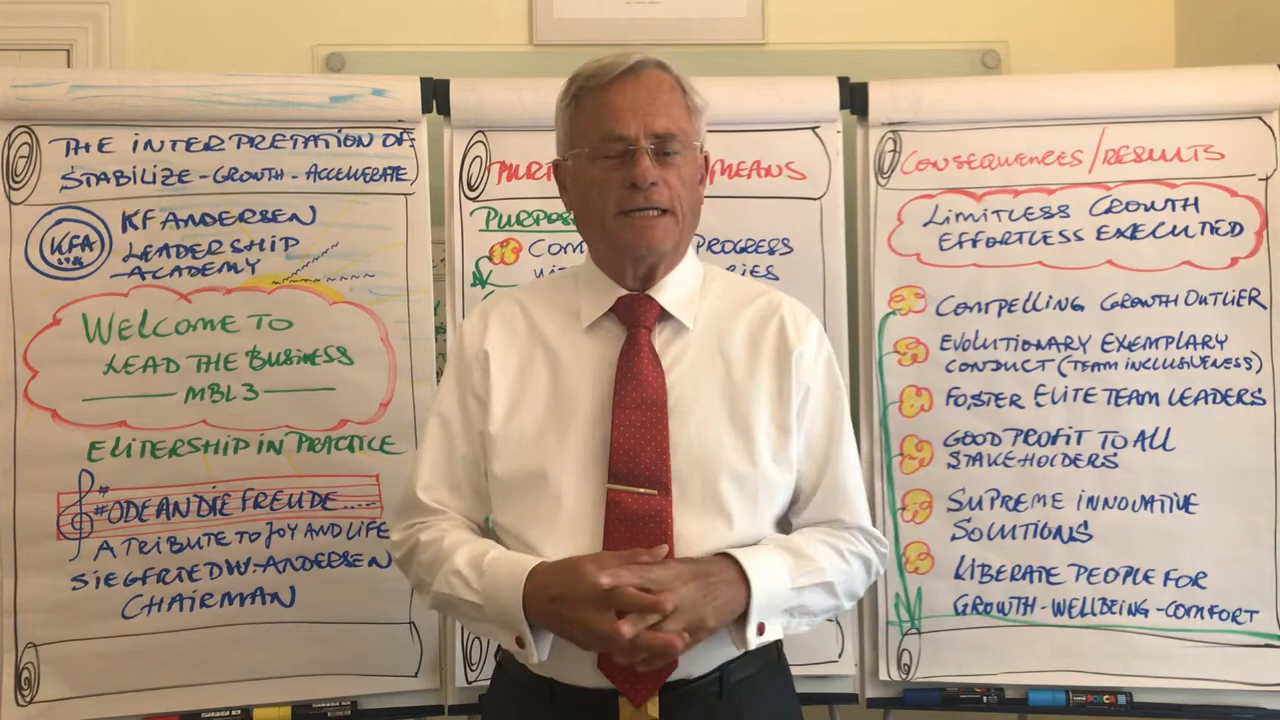 THE INTERPRETATION OF
STABILIZE-GROWTH-ACCELLERATE
KFA
KF ANDERSEN
LEADERSHIP
ACADEMY
WELCOME TO
LEAD THE BUSINESS
MBL3
ELITERSHIP IN PRACTICE
#ODE AN DIE FREUDE.....
A TRIBUTE TO JOY AND LIFE
SIEGFRIED W. ANDERSEN
CHAIRMAN
MEANS
PROGRESS
CONSEQUENCES/RESULTS
LIMITLESS GROWTH
EFFORTLESS EXECUTED
COMPELLING GROWTH OUTLIER
EVOLUTIONARY EXEMPLARY
CONDUCT (TEAM INCLUSIVENESS)
FOSTER ELITE TEAM LEADERS
GOOD PROFIT TO ALL
STAKEHOLDERS
SUPREME INNOVATIVE
SOLUTIONS
LIBERATE PEOPLE FOR
GROWTH-WELLBEING-COMFORT
POSCA